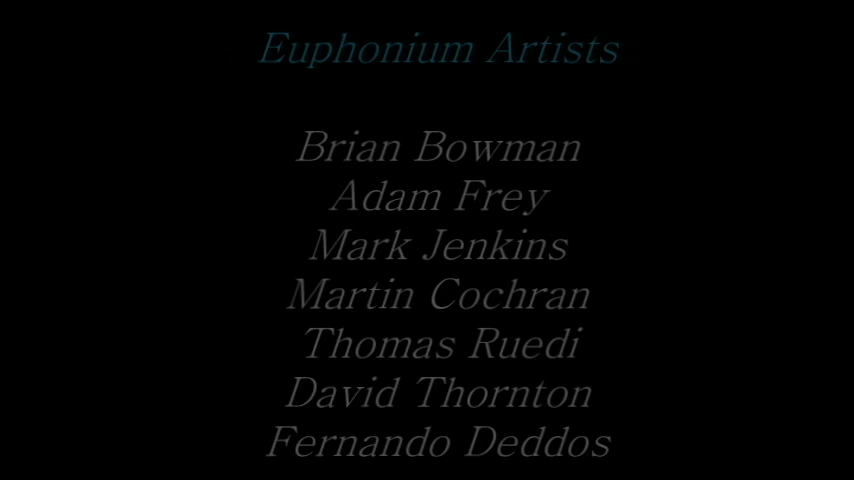 Euphonium Artists
Brian Bowman
Adam Frey
Mark Jenkins
Martin Cochran
Thomas Ruedi
David Thornton
Fernando Deddos